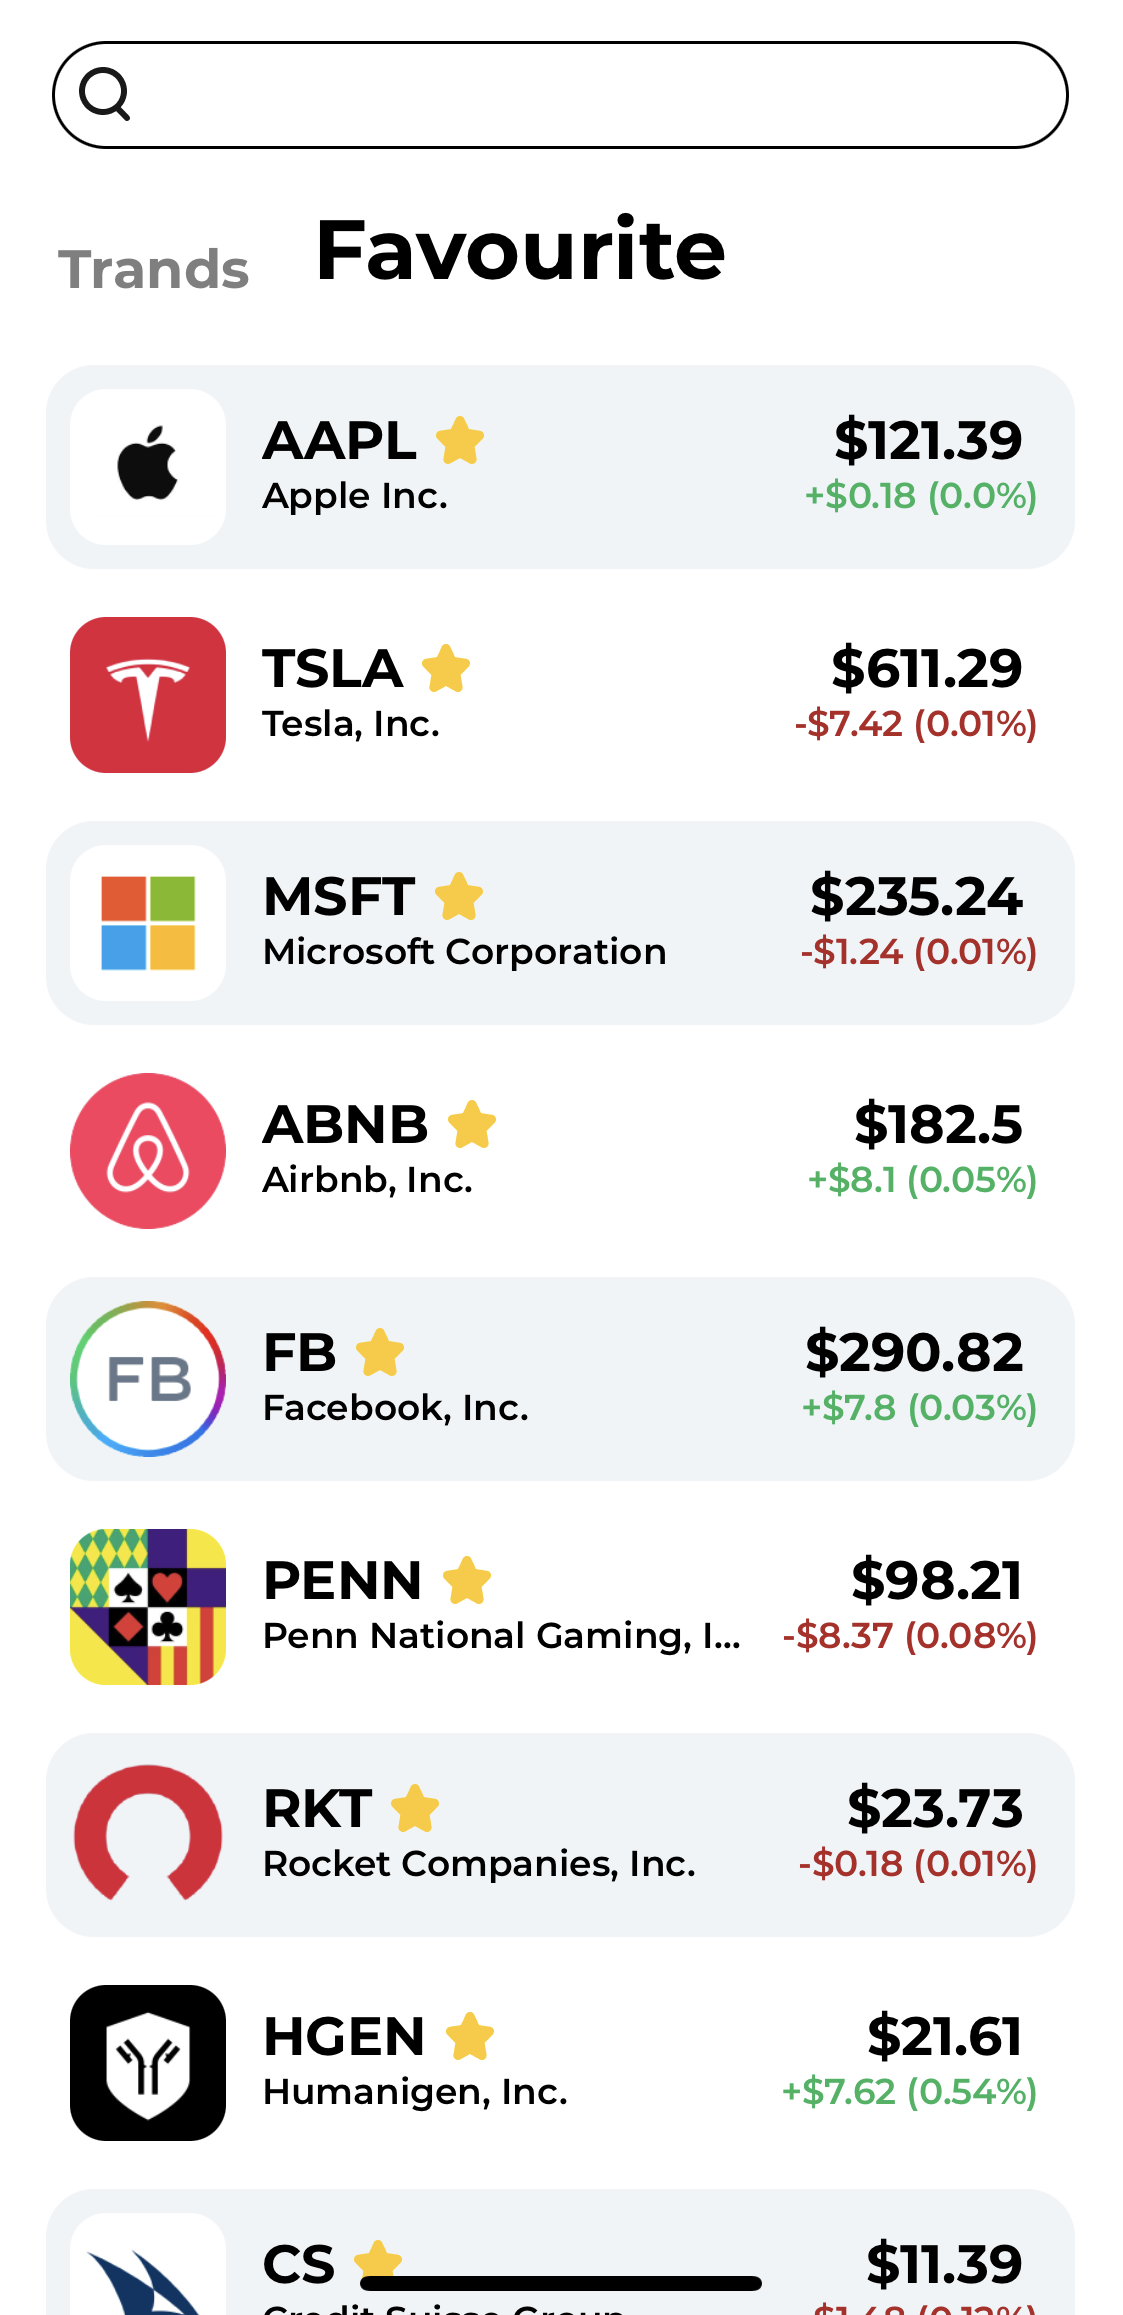 Trands Favourite
AAPL $121.39
Apple Inc. +$0.18 (0.0%)
TSLA $611.29
Tesla, Inc. -$7.42 (0.01%)
MSFT $235.24
Microsoft Corporation -$1.24 (0.01%)
ABNB $182.5
Airbnb, Inc. +$8.1 (0.05%)
FB
FB $290.82
Facebook, Inc. +$7.8 (0.03%)
PENN $98.21
Penn National Gaming, I... -$8.37 (0.08%)
RKT $23.73
Rocket Companies, Inc. -$0.18 (0.01%)
HGEN $21.61
Humanigen, Inc. +$7.62 (0.54%)
CS $11.39
Credit Suisse Group